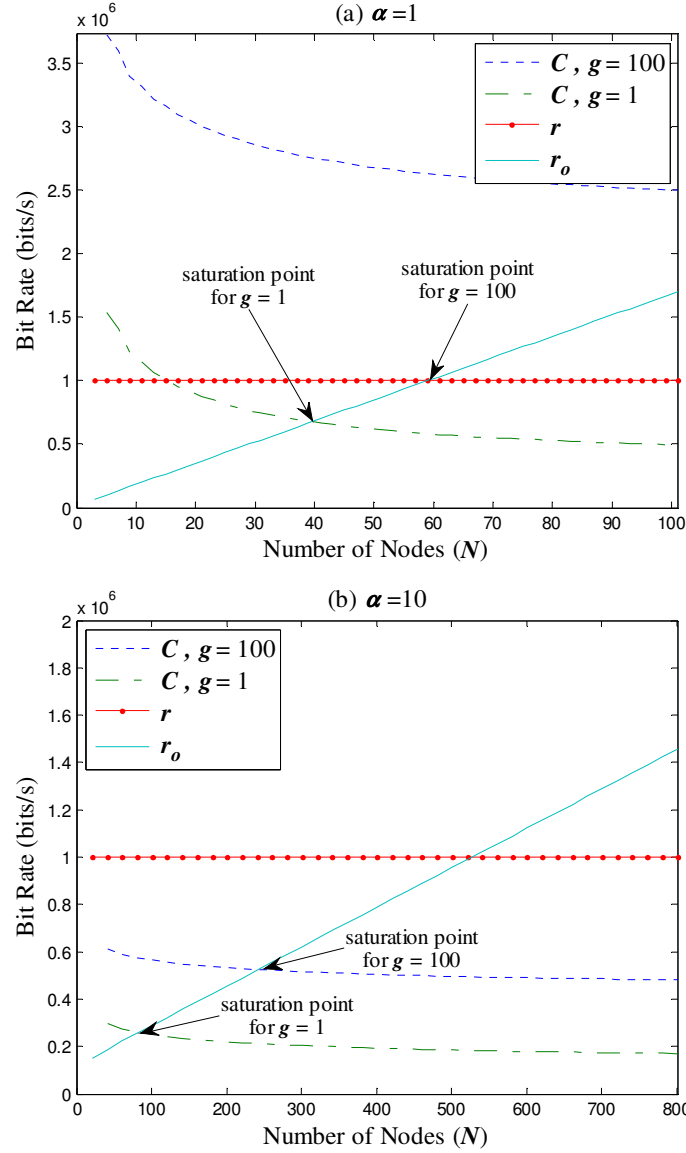 (a) α =1
x 10^6
C , g = 100
C , g = 1
r
r_o
3.5
3
2.5
2
1.5
1
0.5
0
saturation point
for g = 1
saturation point
for g = 100
Bit Rate (bits/s)
0 10 20 30 40 50 60 70 80 90 100
Number of Nodes (N)
(b) α =10
x 10^6
C , g = 100
C , g = 1
r
r_o
2
1.8
1.6
1.4
1.2
1
0.8
0.6
0.4
0.2
0
saturation point
for g = 100
saturation point
for g = 1
Bit Rate (bits/s)
0 100 200 300 400 500 600 700 800
Number of Nodes (N)